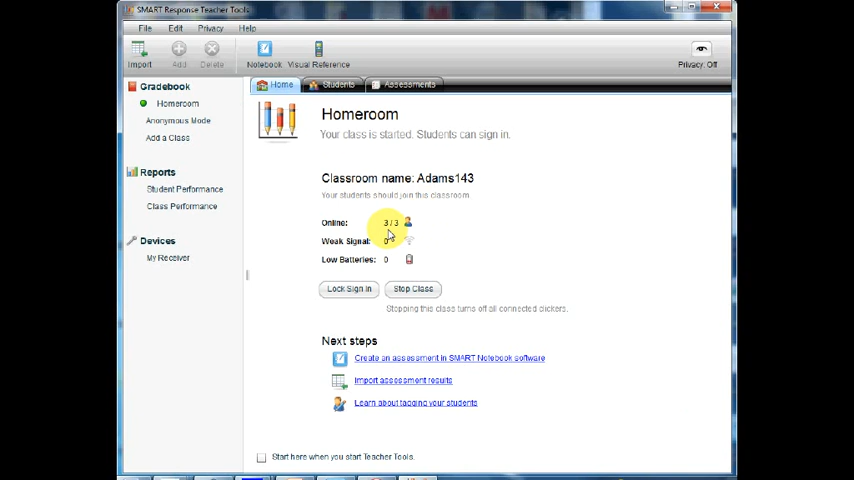 SMART Response Teacher Tools
File Edit Privacy Help
Import Add Delete Notebook Visual Reference Privacy: Off
Gradebook
Homeroom
Anonymous Mode
Add a Class
Reports
Student Performance
Class Performance
Devices
My Receiver
Home Students Assessments
Homeroom
Your class is started. Students can sign in.
Classroom name: Adams143
Your students should join this classroom.
Online: 3 / 3
Weak Signal: 0
Low Batteries: 0
Lock Sign In Stop Class
Stopping this class turns off all connected clickers.
Next steps
Create an assessment in SMART Notebook software
Import assessment results
Learn about tagging your students
Start here when you start Teacher Tools.